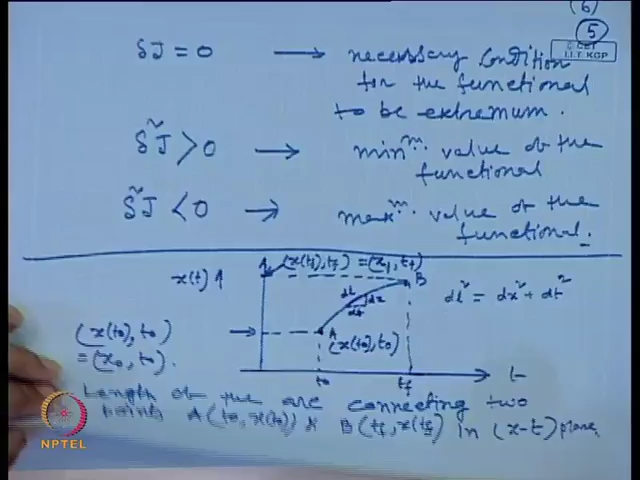 (6)
(5)
© CET
I.I.T. KGP
δJ = 0 → necessary condition
for the functional
to be extremum.
δ²J > 0 → minᵐ. value of the
functional
δ²J < 0 → maxᵐ. value of the
functional.
x(t) (x(tf), tf) = (xf, tf)
B
dl dx dl² = dx² + dt²
dt
(x(t0), t0) → A
= (x0, t0). (x(t0), t0)
t0 tf t
Length of the arc connecting two
points A(t0, x(t0)) & B(tf, x(tf)) in (x-t) plane.
NPTEL